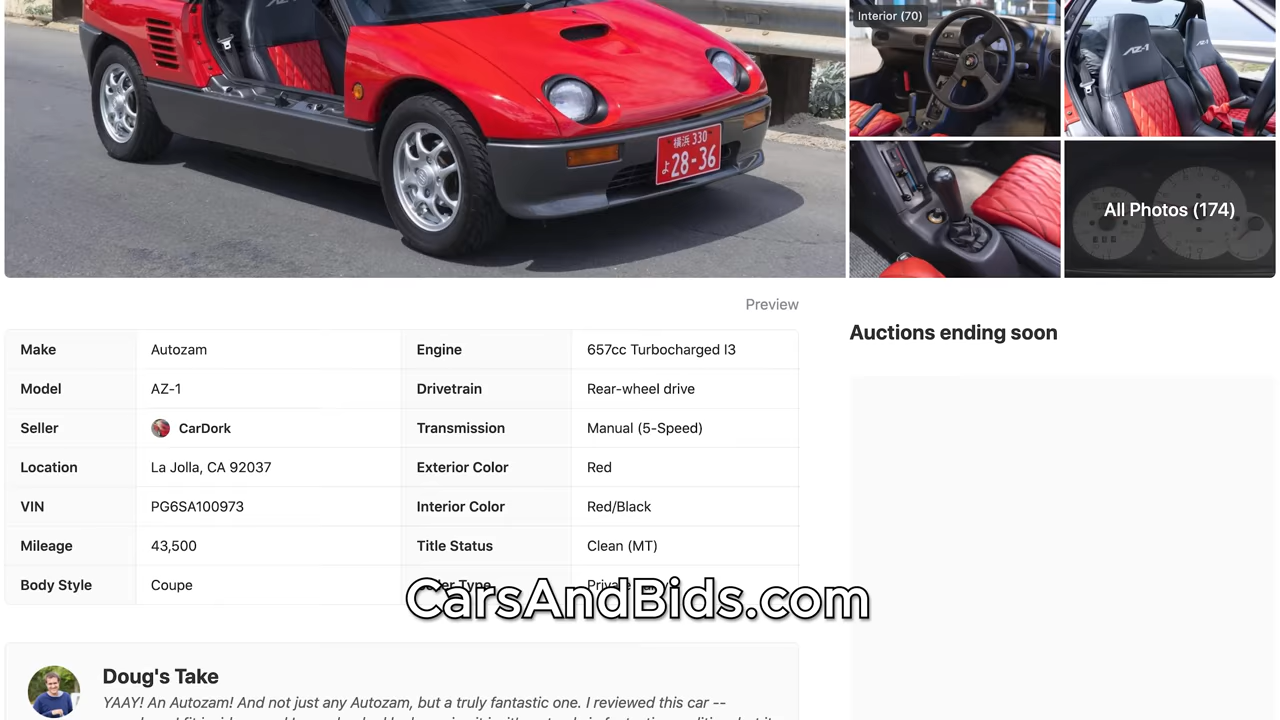 AZ-1
横浜 330
よ 28-36
Interior (70)
AZ-1
AZ-1
All Photos (174)
Preview
Make Autozam Engine 657cc Turbocharged I3
Model AZ-1 Drivetrain Rear-wheel drive
Seller CarDork Transmission Manual (5-Speed)
Location La Jolla, CA 92037 Exterior Color Red
VIN PG6SA100973 Interior Color Red/Black
Mileage 43,500 Title Status Clean (MT)
Body Style Coupe
CarsAndBids.com
Auctions ending soon
Doug's Take
YAAY! An Autozam! And not just any Autozam, but a truly fantastic one. I reviewed this car --